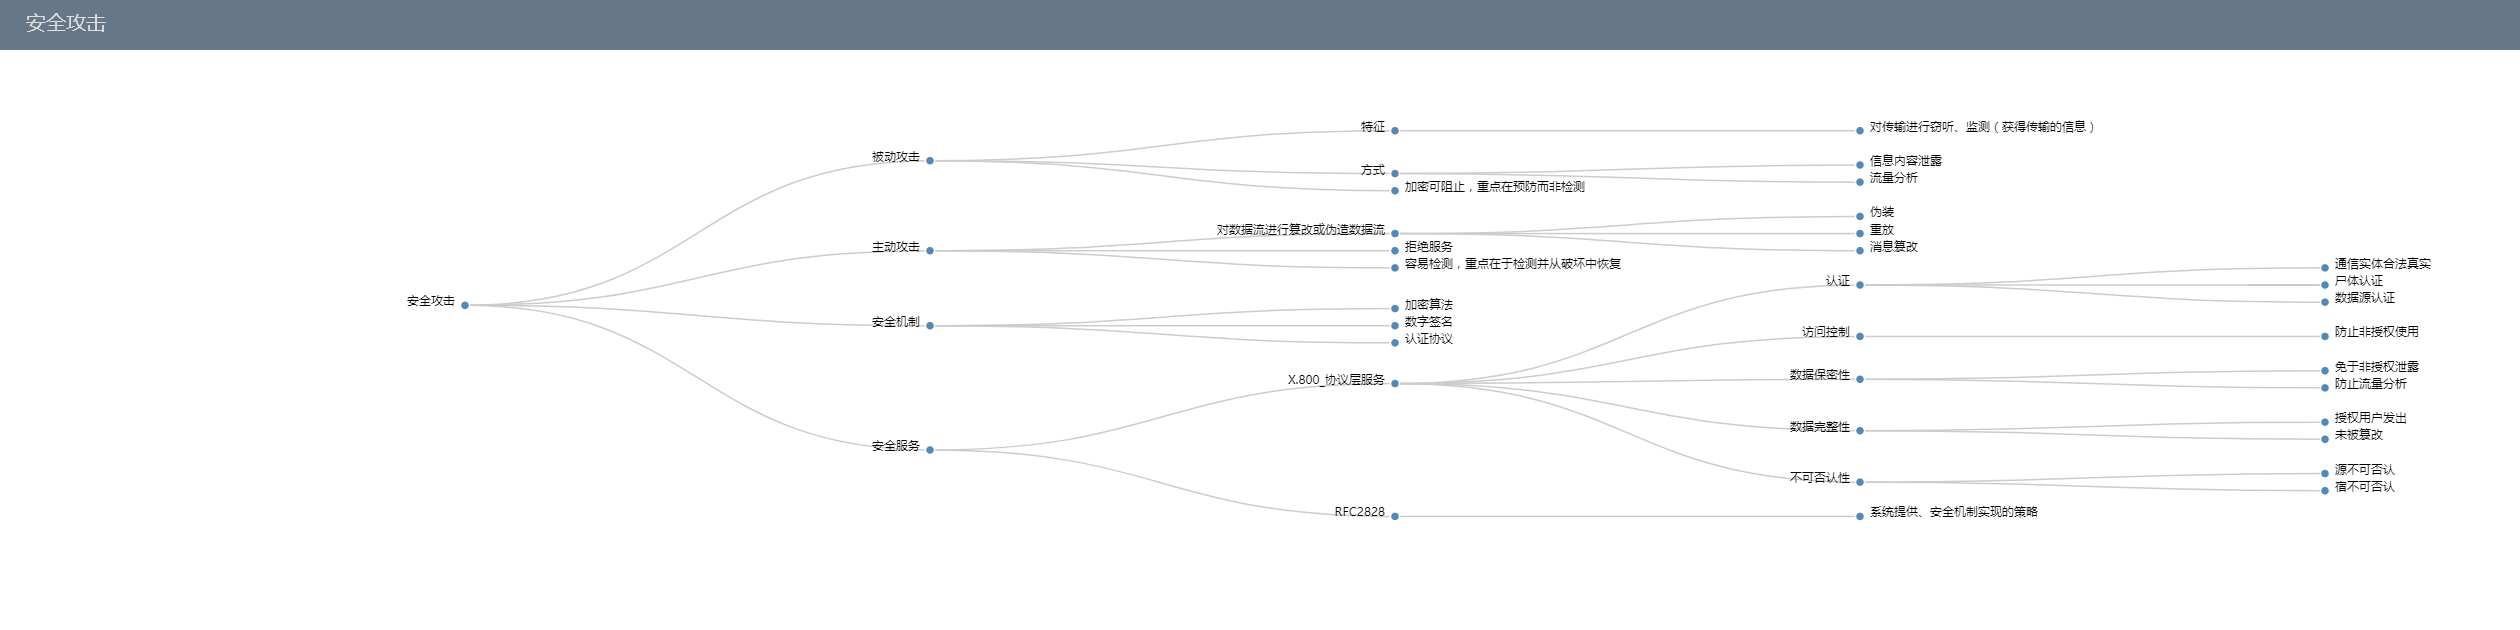 安全攻击
安全攻击
被动攻击
特征
对传输进行窃听、监测（获得传输的信息）
方式
信息内容泄露
流量分析
加密可阻止，重点在预防而非检测
主动攻击
对数据流进行篡改或伪造数据流
伪装
重放
消息篡改
拒绝服务
容易检测，重点在于检测并从破坏中恢复
安全机制
加密算法
数字签名
认证协议
安全服务
X.800_协议层服务
认证
通信实体合法真实
尸体认证
数据源认证
访问控制
防止非授权使用
数据保密性
免于非授权泄露
防止流量分析
数据完整性
授权用户发出
未被篡改
不可否认性
源不可否认
宿不可否认
RFC2828
系统提供、安全机制实现的策略